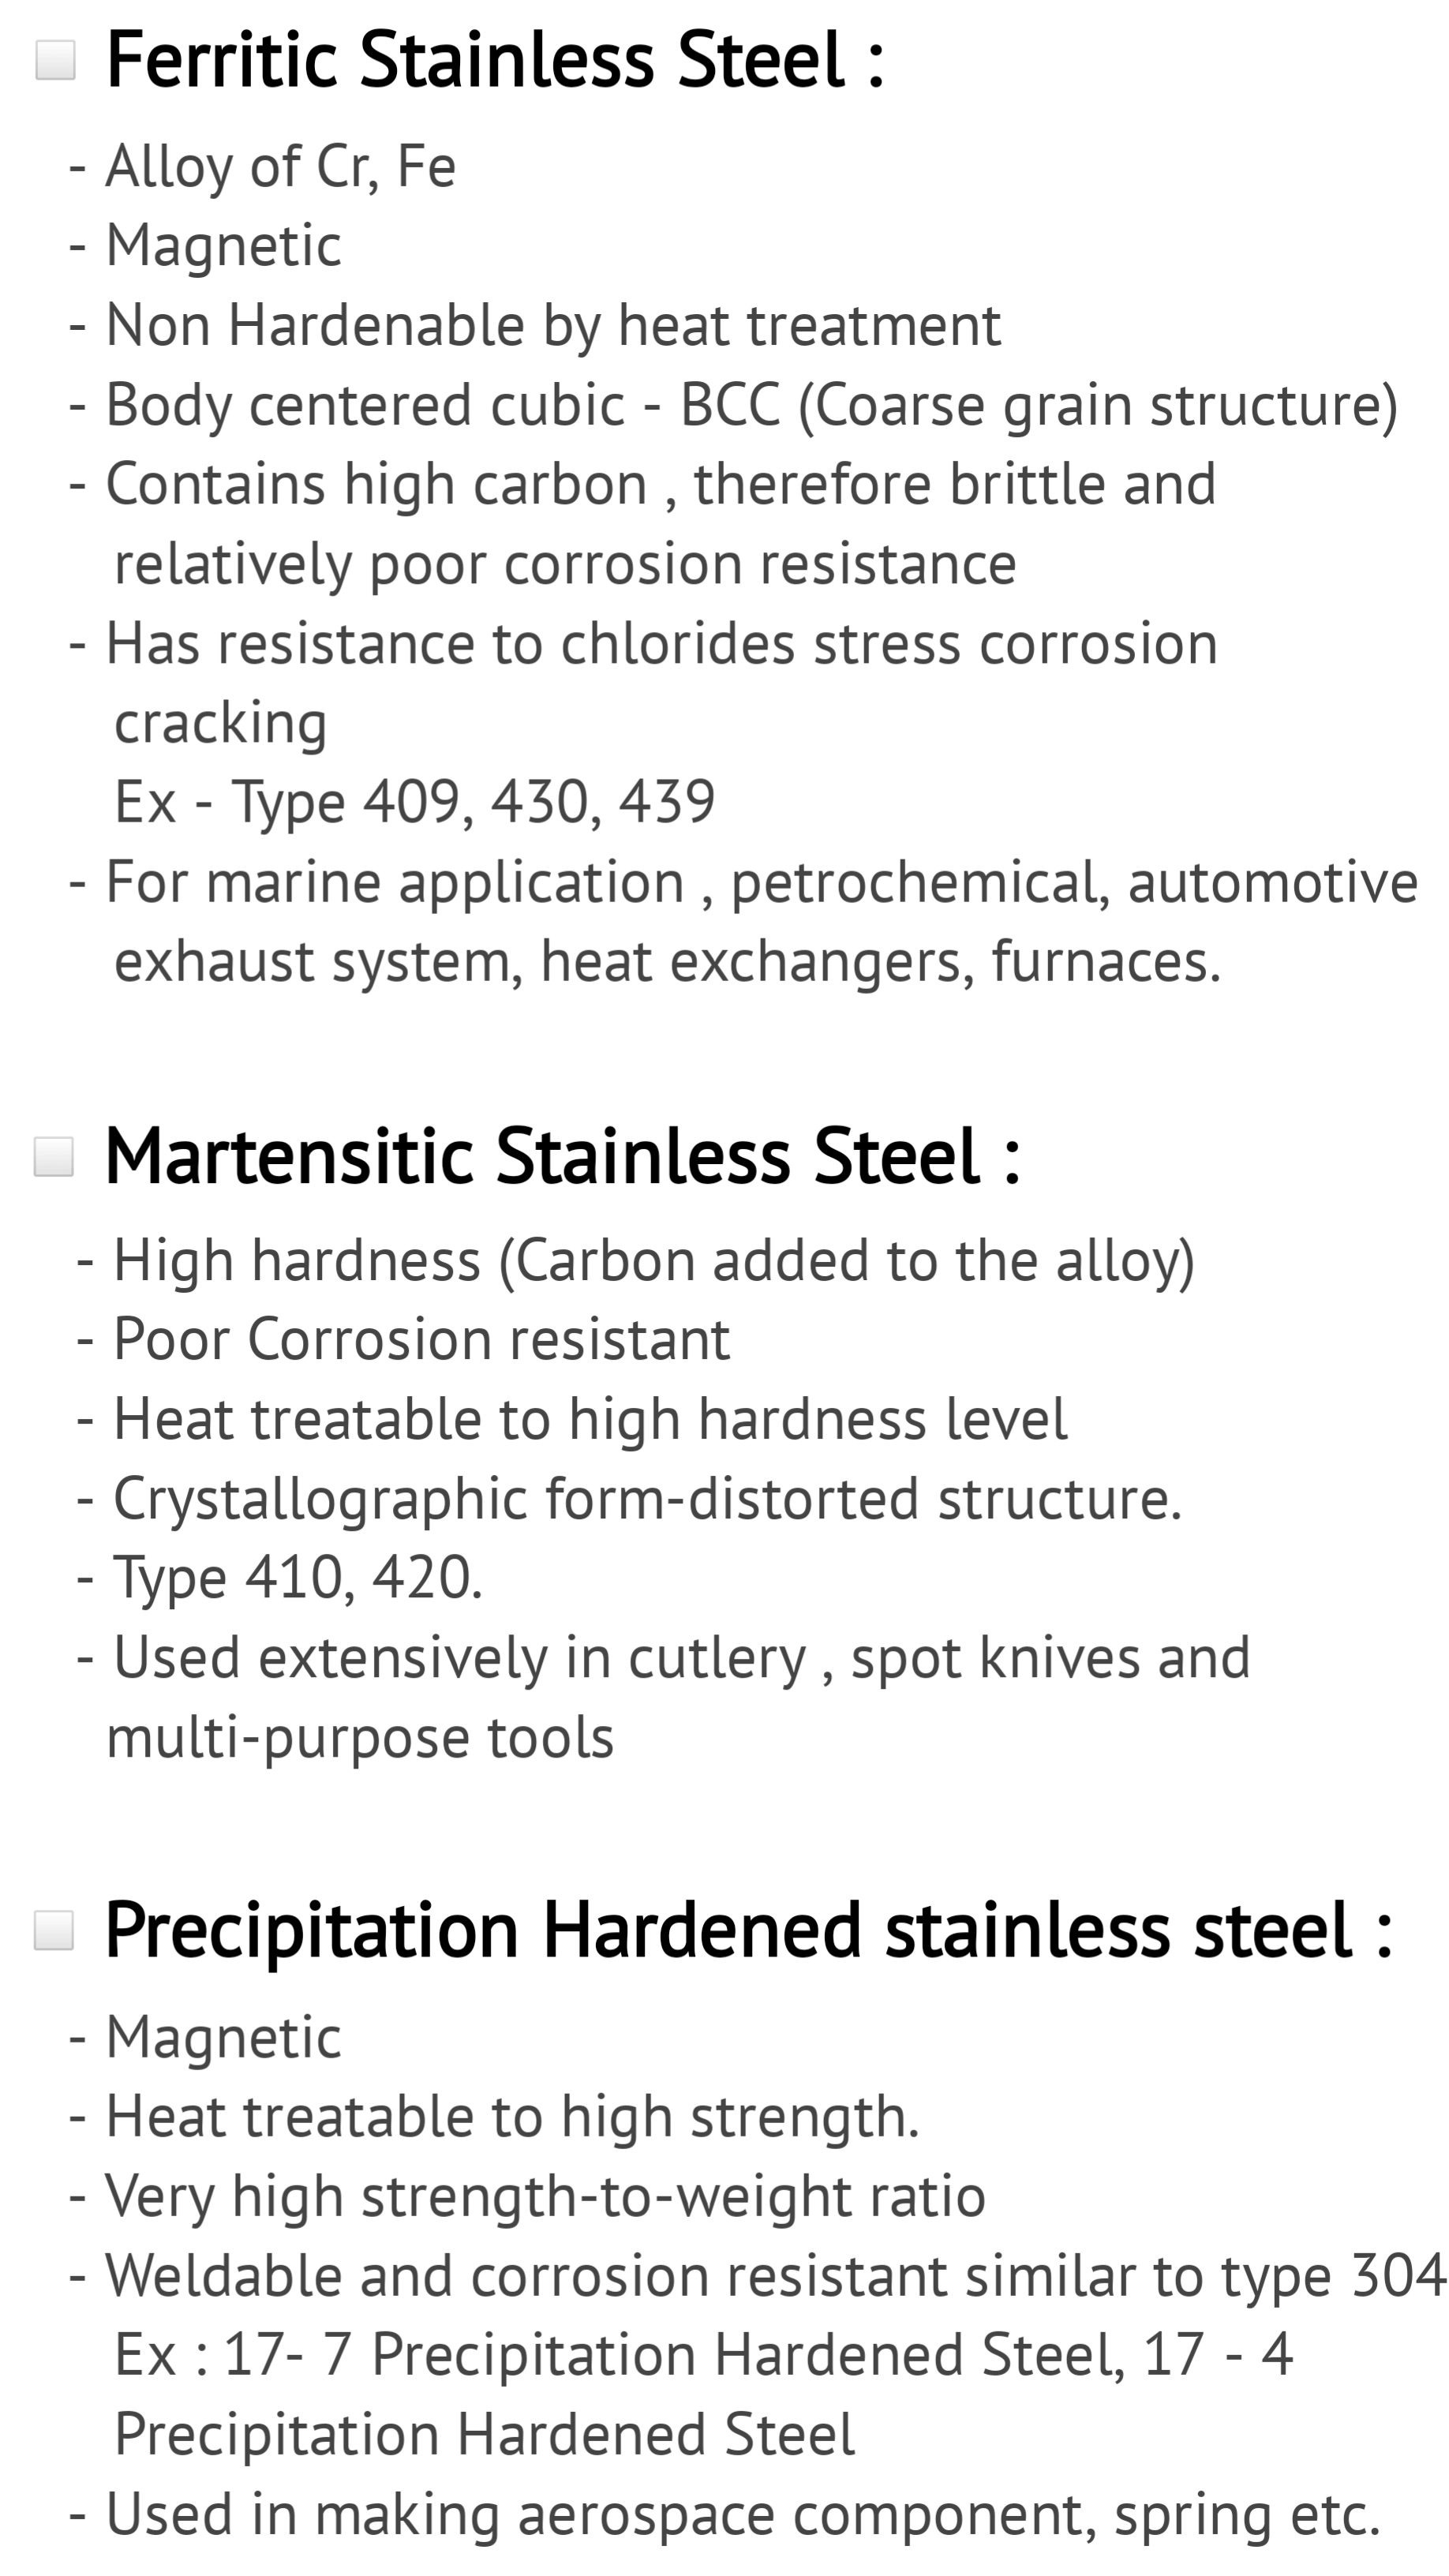 Ferritic Stainless Steel :
- Alloy of Cr, Fe
- Magnetic
- Non Hardenable by heat treatment
- Body centered cubic - BCC (Coarse grain structure)
- Contains high carbon , therefore brittle and
relatively poor corrosion resistance
- Has resistance to chlorides stress corrosion
cracking
Ex - Type 409, 430, 439
- For marine application , petrochemical, automotive
exhaust system, heat exchangers, furnaces.
Martensitic Stainless Steel :
- High hardness (Carbon added to the alloy)
- Poor Corrosion resistant
- Heat treatable to high hardness level
- Crystallographic form-distorted structure.
- Type 410, 420.
- Used extensively in cutlery , spot knives and
multi-purpose tools
Precipitation Hardened stainless steel :
- Magnetic
- Heat treatable to high strength.
- Very high strength-to-weight ratio
- Weldable and corrosion resistant similar to type 304
Ex : 17- 7 Precipitation Hardened Steel, 17 - 4
Precipitation Hardened Steel
- Used in making aerospace component, spring etc.